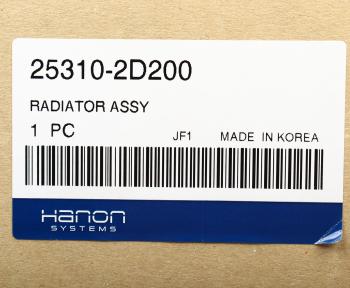 25310-2D200
RADIATOR ASSY
1 PC JF1 MADE IN KOREA
Hanon
SYSTEMS